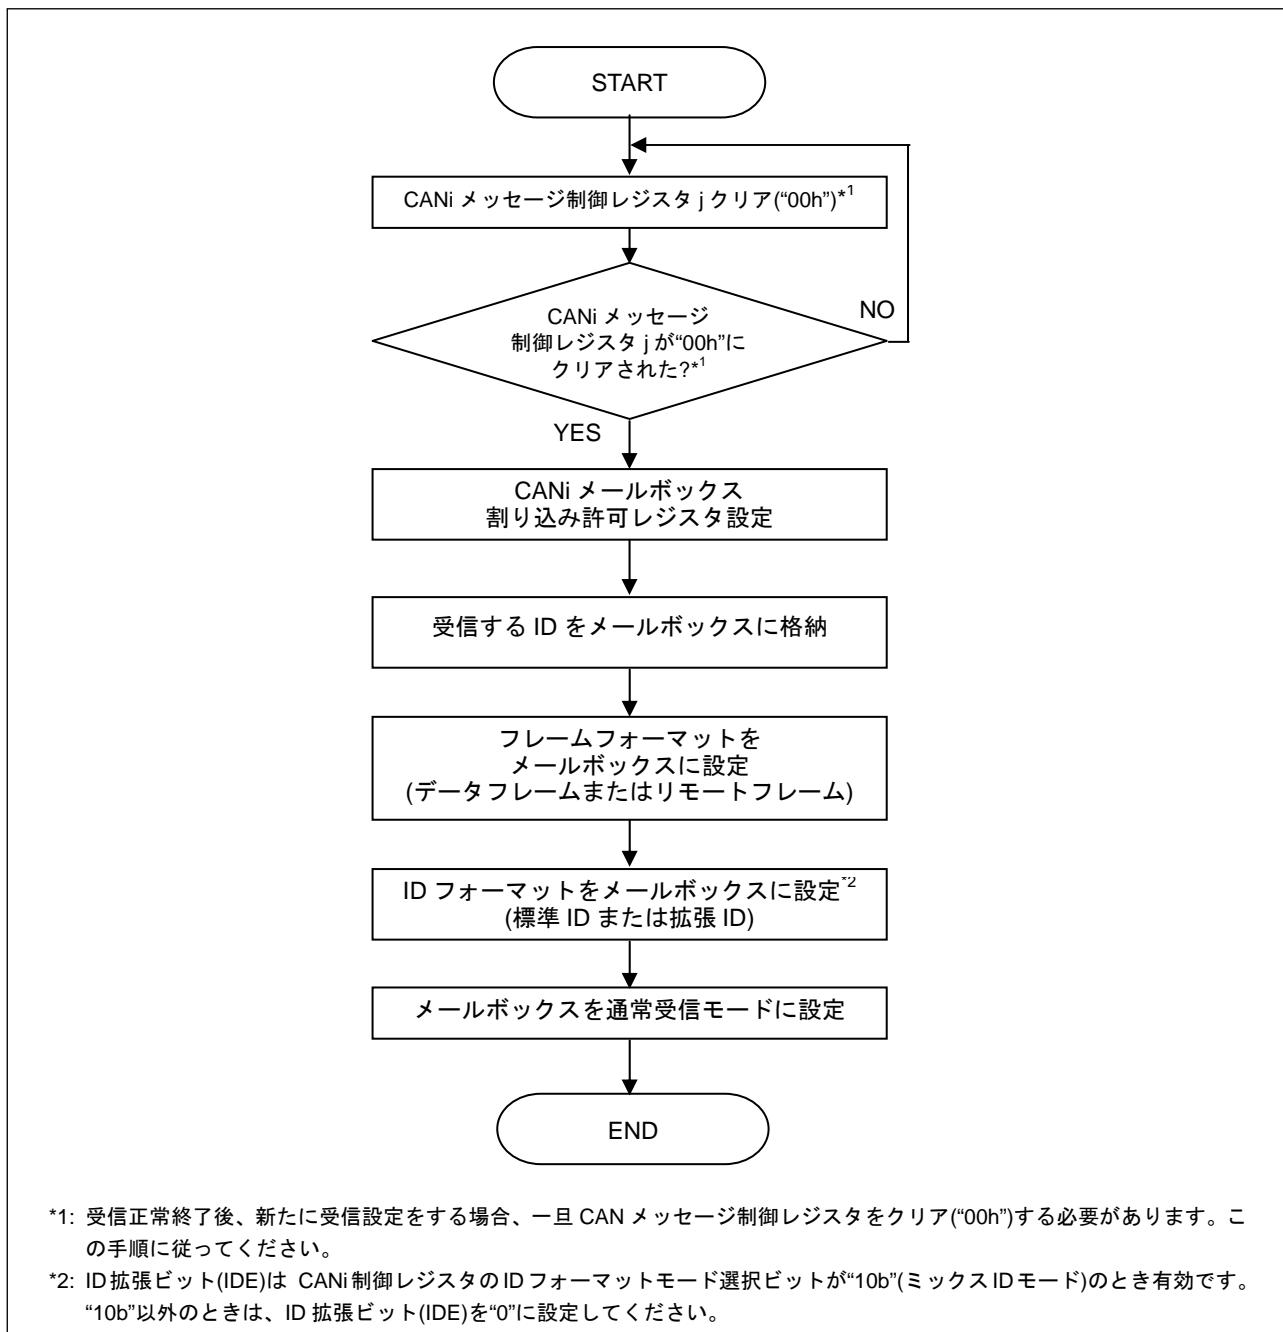 START
CANi メッセージ制御レジスタ j クリア(“00h”)*1
CANi メッセージ
制御レジスタ j が“00h”に
クリアされた?*1
NO
YES
CANi メールボックス
割り込み許可レジスタ設定
受信する ID をメールボックスに格納
フレームフォーマットを
メールボックスに設定
(データフレームまたはリモートフレーム)
ID フォーマットをメールボックスに設定*2
(標準 ID または拡張 ID)
メールボックスを通常受信モードに設定
END
*1: 受信正常終了後、新たに受信設定をする場合、一旦 CAN メッセージ制御レジスタをクリア(“00h”)する必要があります。こ
の手順に従ってください。
*2: ID 拡張ビット(IDE)は CANi 制御レジスタの ID フォーマットモード選択ビットが“10b”(ミックス ID モード)のとき有効です。
“10b”以外のときは、ID 拡張ビット(IDE)を“0”に設定してください。